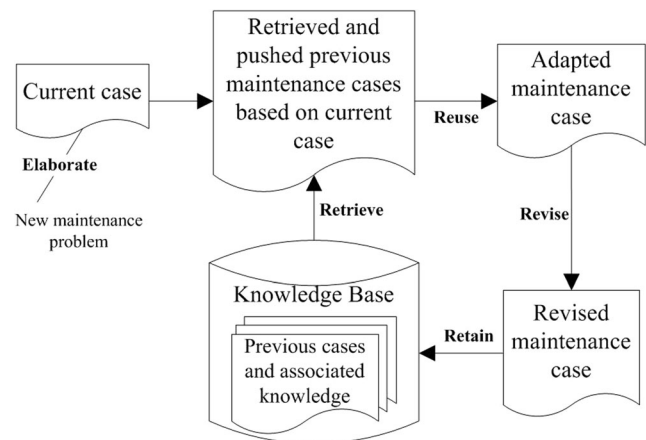 Current case
Elaborate
New maintenance
problem
Retrieved and
pushed previous
maintenance cases
based on current
case
Reuse
Adapted
maintenance
case
Revise
Retrieve
Knowledge Base
Previous cases
and associated
knowledge
Retain
Revised
maintenance
case